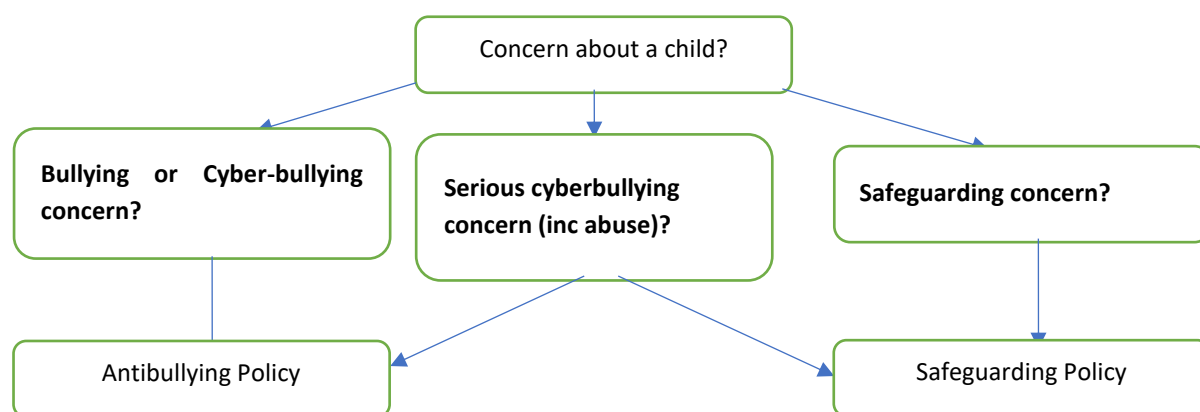 Concern about a child?
Bullying or Cyber-bullying
concern?
Serious cyberbullying
concern (inc abuse)?
Safeguarding concern?
Antibullying Policy
Safeguarding Policy